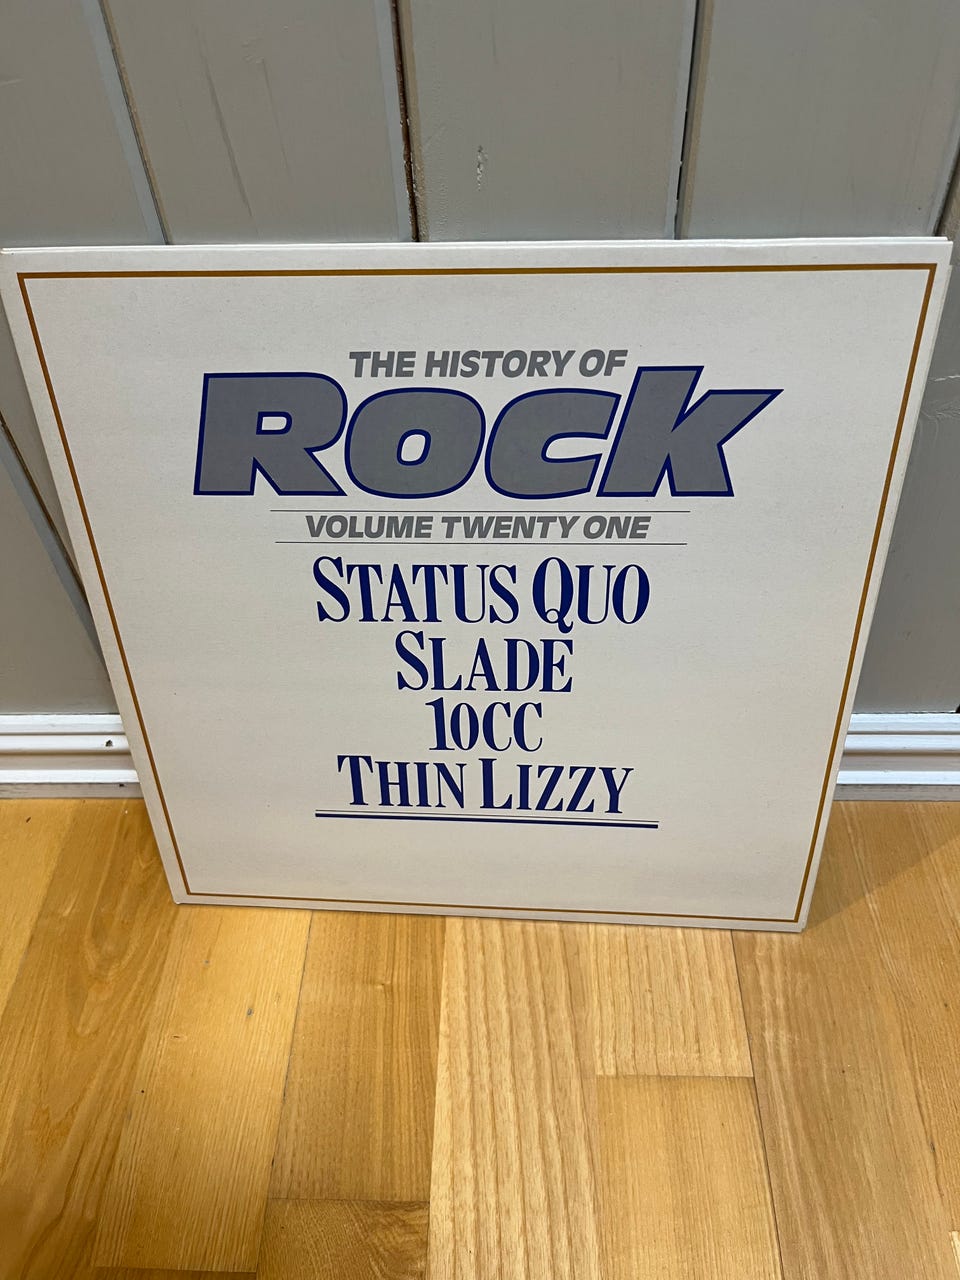 THE HISTORY OF
ROCK
VOLUME TWENTY ONE
STATUS QUO
SLADE
10CC
THIN LIZZY